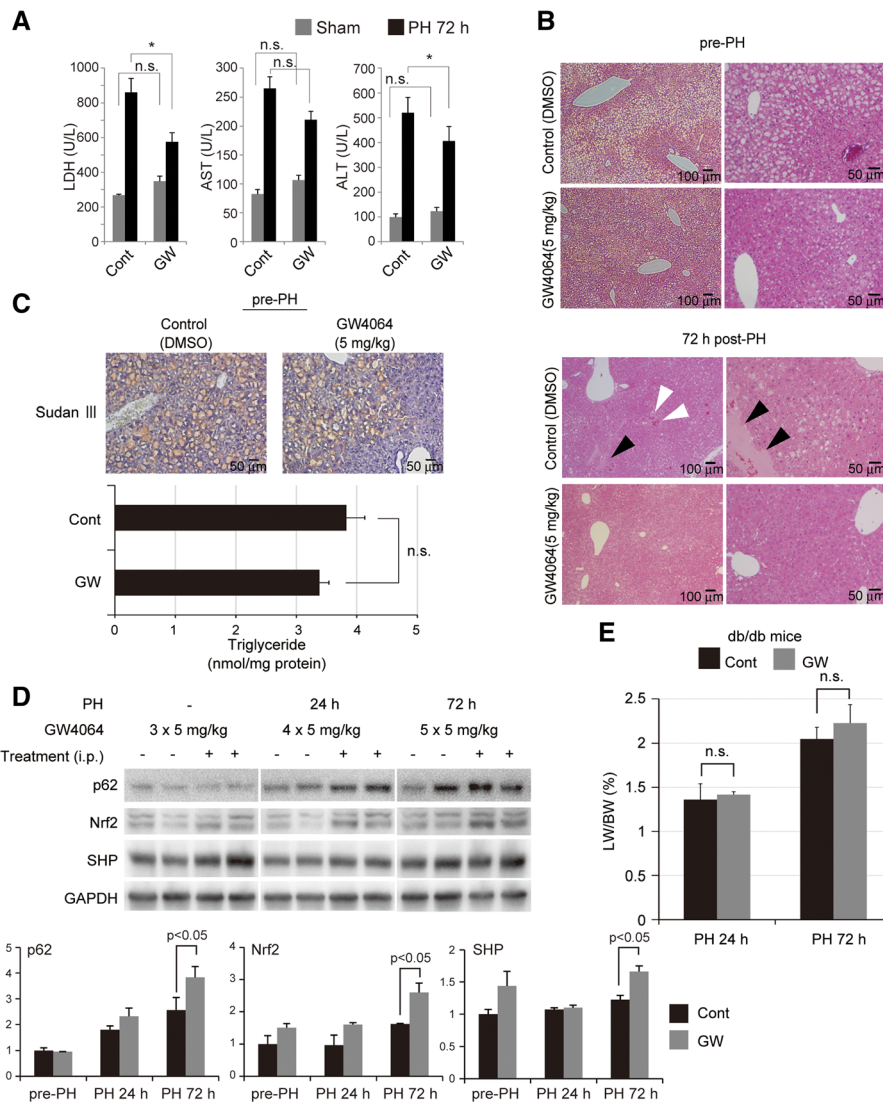 A
Sham
PH 72 h
*
n.s.
LDH (U/L)
1000
800
600
400
200
0
Cont
GW
n.s.
n.s.
AST (U/L)
300
250
200
150
100
50
0
Cont
GW
n.s.
*
ALT (U/L)
700
600
500
400
300
200
100
0
Cont
GW
B
pre-PH
Control (DMSO)
100 μm
50 μm
GW4064(5 mg/kg)
100 μm
50 μm
72 h post-PH
Control (DMSO)
100 μm
50 μm
GW4064(5 mg/kg)
100 μm
50 μm
C
pre-PH
Control
(DMSO)
GW4064
(5 mg/kg)
Sudan Ⅲ
50 μm
50 μm
Cont
GW
n.s.
0
1
2
3
4
5
Triglyceride
(nmol/mg protein)
D
PH
-
24 h
72 h
GW4064
3 x 5 mg/kg
4 x 5 mg/kg
5 x 5 mg/kg
Treatment (i.p.)
- - + +
- - + +
- - + +
p62
Nrf2
SHP
GAPDH
p62
p<0.05
5
4
3
2
1
0
pre-PH
PH 24 h
PH 72 h
Nrf2
p<0.05
4
3
2
1
0
pre-PH
PH 24 h
PH 72 h
SHP
p<0.05
2
1.5
1
0.5
0
pre-PH
PH 24 h
PH 72 h
Cont
GW
E
db/db mice
Cont
GW
n.s.
n.s.
LW/BW (%)
2.5
2
1.5
1
0.5
0
PH 24 h
PH 72 h